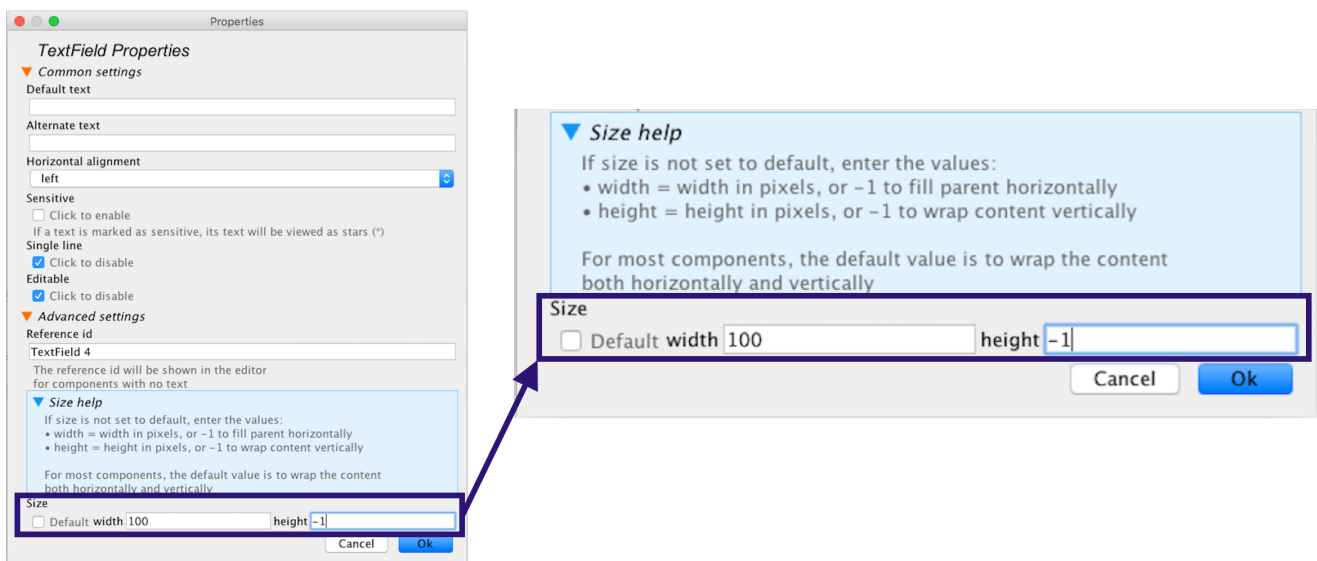 Properties
TextField Properties
▼ Common settings
Default text
Alternate text
Horizontal alignment
left
Sensitive
Click to enable
If a text is marked as sensitive, its text will be viewed as stars (*)
Single line
Click to disable
Editable
Click to disable
▼ Advanced settings
Reference id
TextField 4
The reference id will be shown in the editor
for components with no text
▼ Size help
If size is not set to default, enter the values:
• width = width in pixels, or −1 to fill parent horizontally
• height = height in pixels, or −1 to wrap content vertically
For most components, the default value is to wrap the content
both horizontally and vertically
Size
Default width 100 height −1
Cancel Ok
▼ Size help
If size is not set to default, enter the values:
• width = width in pixels, or −1 to fill parent horizontally
• height = height in pixels, or −1 to wrap content vertically
For most components, the default value is to wrap the content
both horizontally and vertically
Size
Default width 100 height −1
Cancel Ok